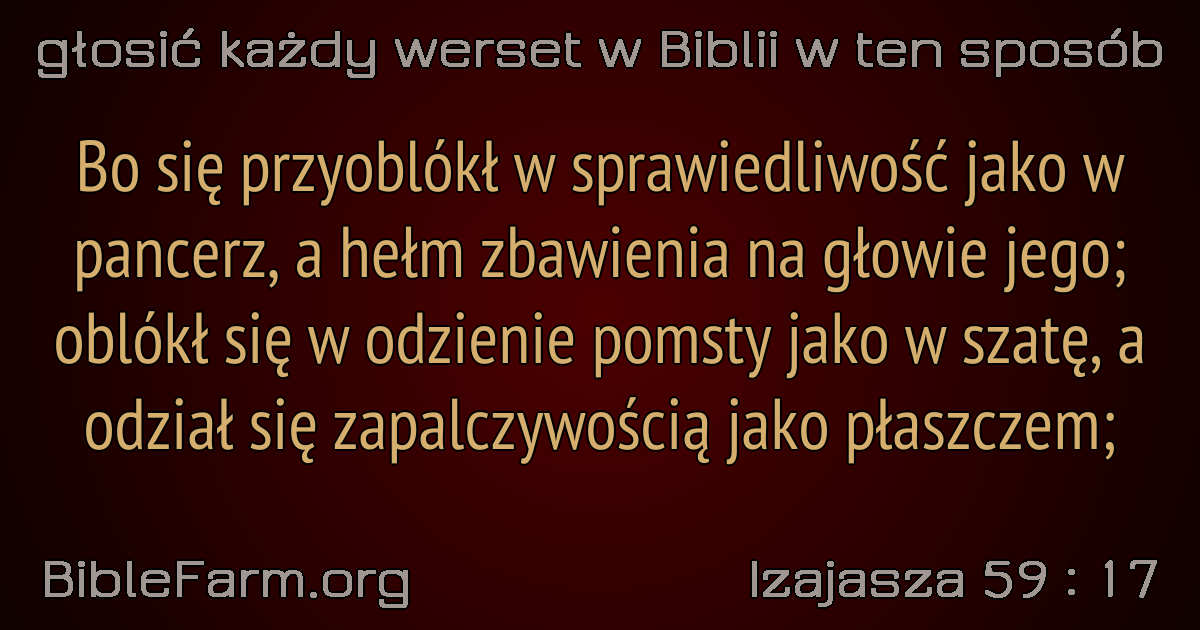 głosić każdy werset w Biblii w ten sposób
Bo się przyoblókł w sprawiedliwość jako w
pancerz, a hełm zbawienia na głowie jego;
oblókł się w odzienie pomsty jako w szatę, a
odział się zapalczywością jako płaszczem;
BibleFarm.org
Izajasza 59 : 17